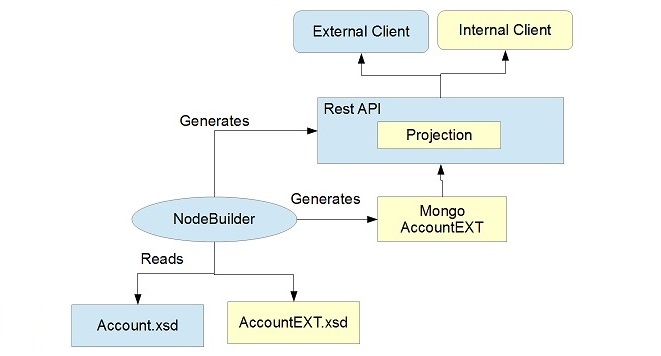 External Client
Internal Client
Rest API
Generates
Projection
Generates
NodeBuilder
Mongo
AccountEXT
Reads
Account.xsd
AccountEXT.xsd